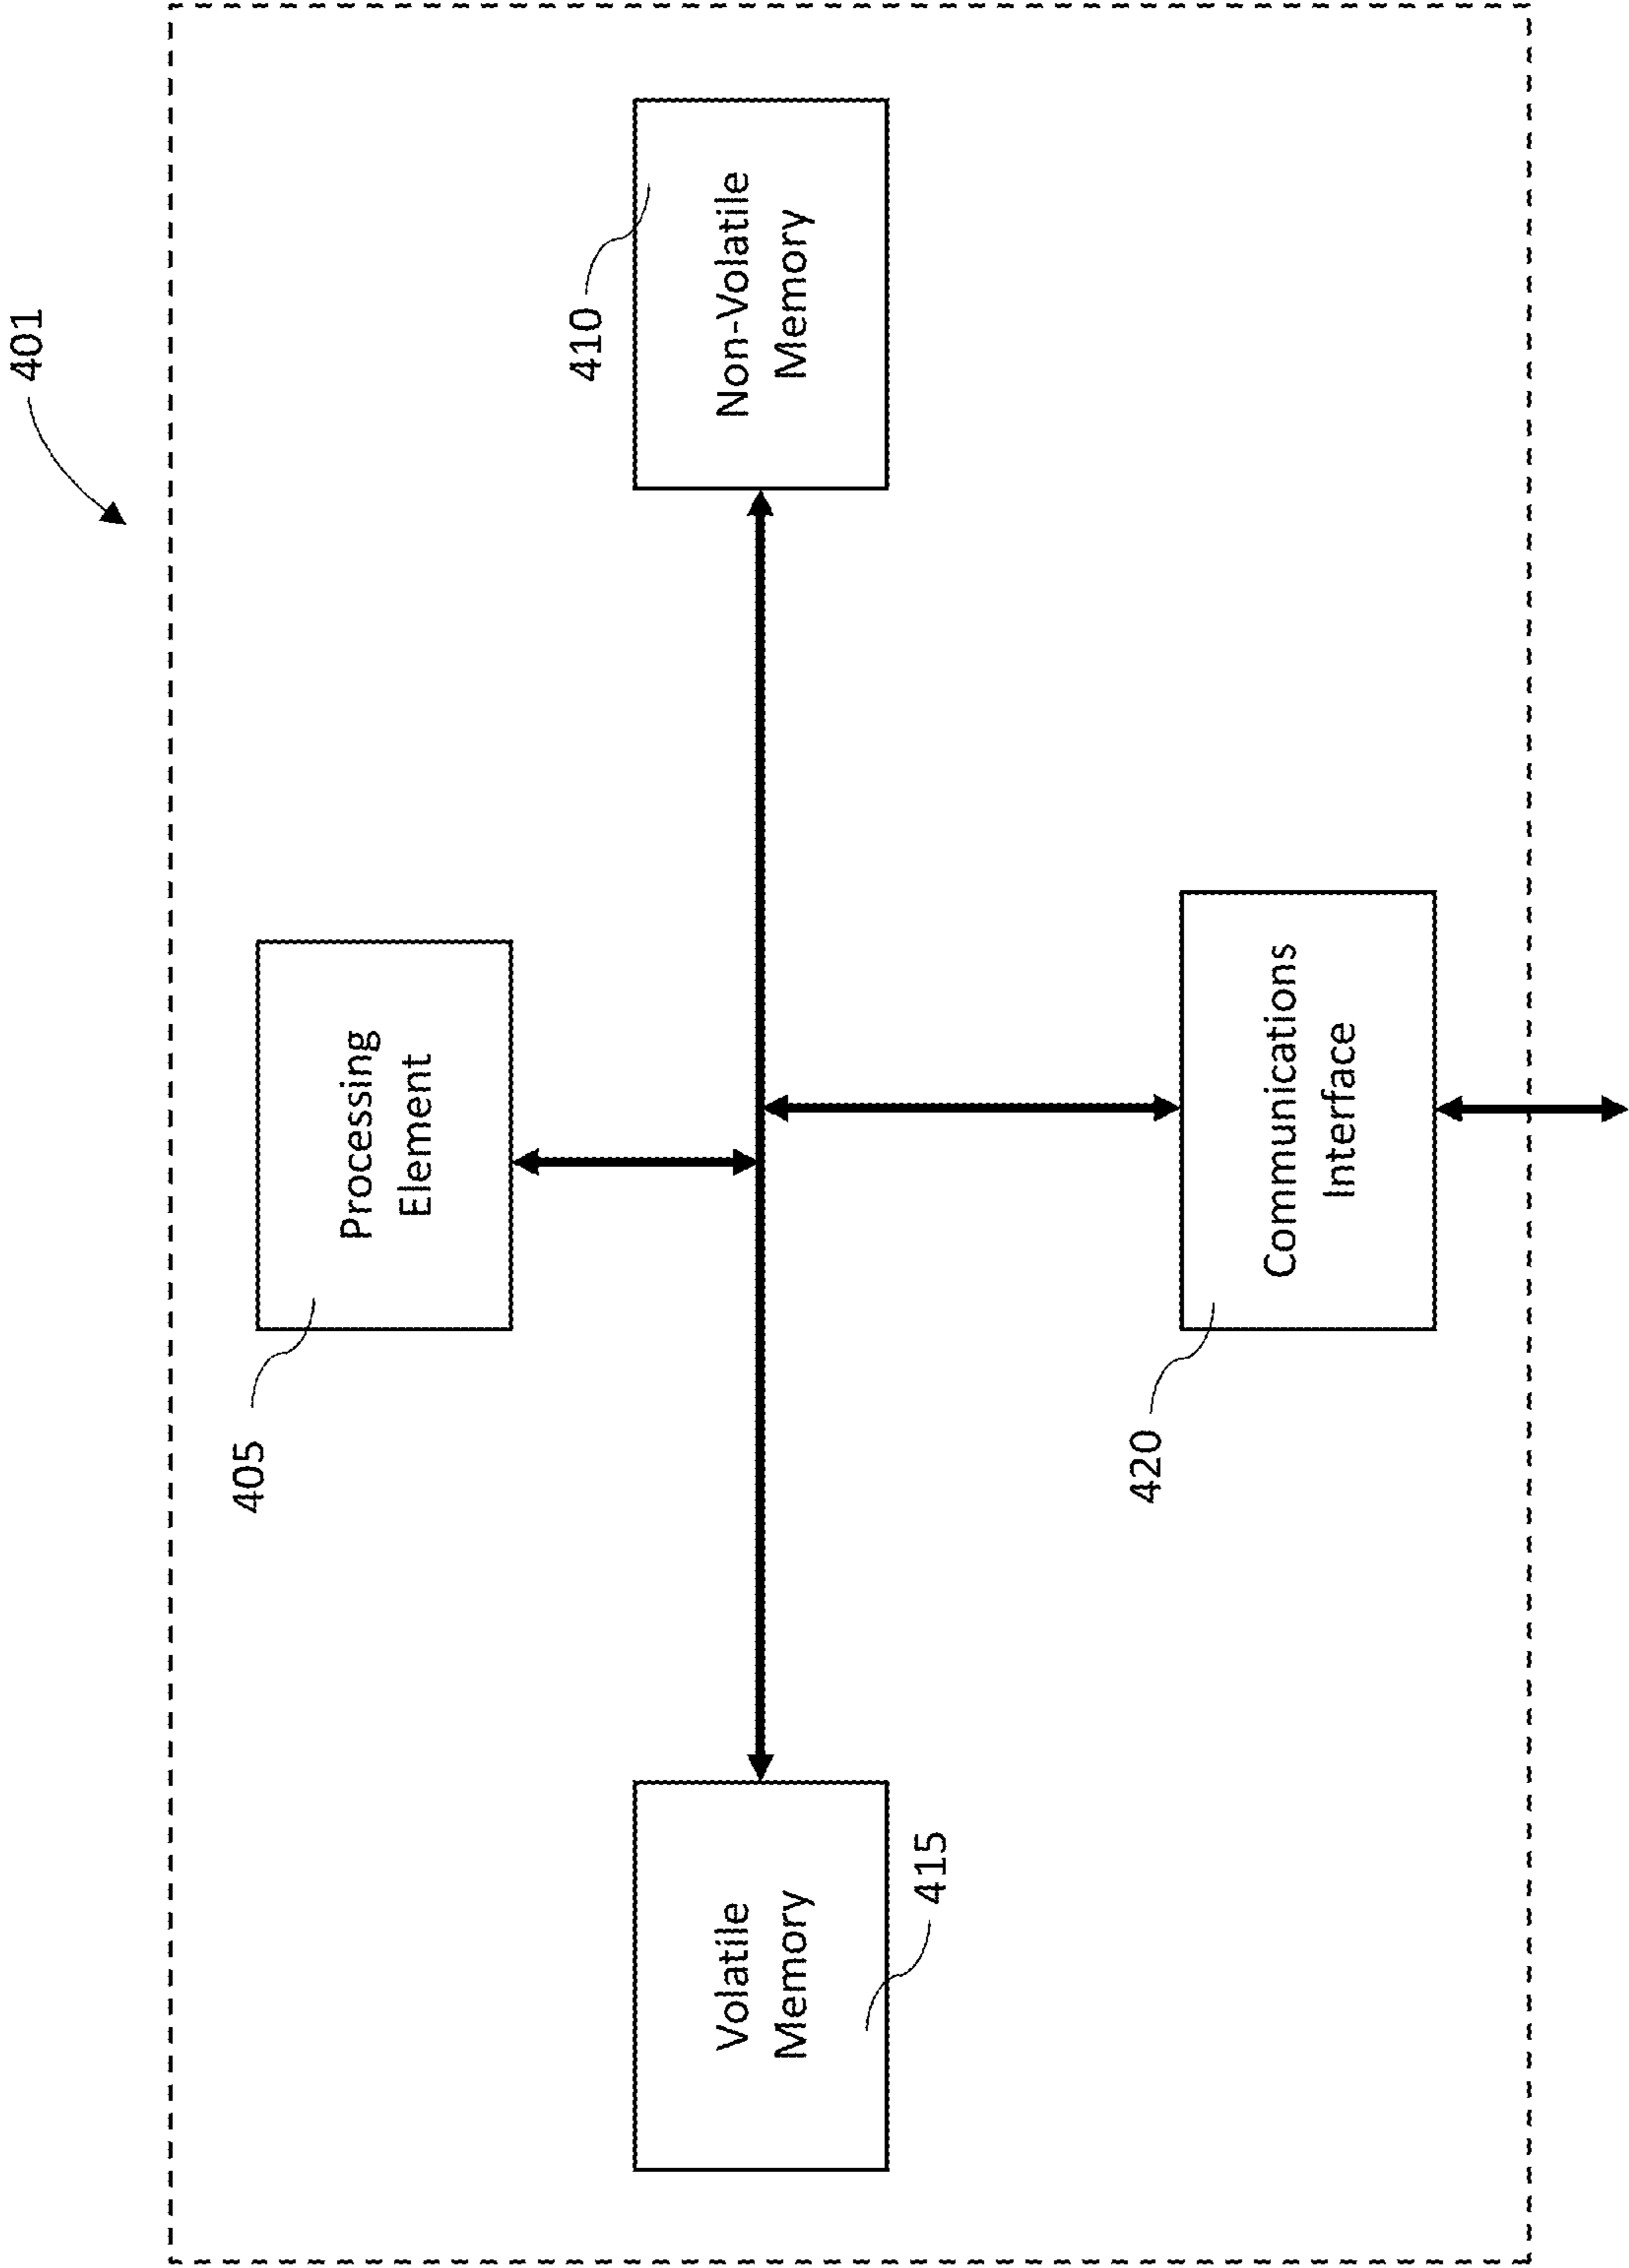 401
405
Processing
Element
410
Non-Volatile
Memory
Volatile
Memory
415
420
Communications
Interface